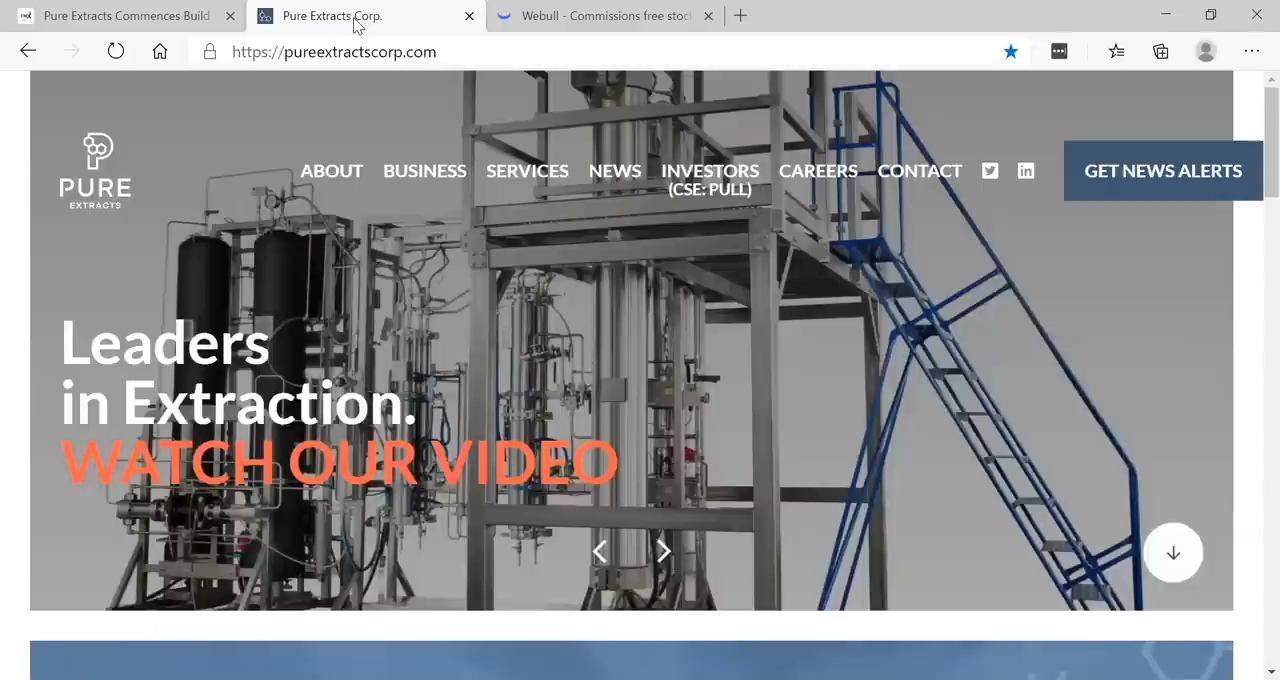 Pure Extracts Commences Build
Pure Extracts Corp.
Webull - Commissions free stoc
https://pureextractscorp.com
PURE
EXTRACTS
ABOUT
BUSINESS
SERVICES
NEWS
INVESTORS
(CSE: PULL)
CAREERS
CONTACT
GET NEWS ALERTS
Leaders
in Extraction.
WATCH OUR VIDEO